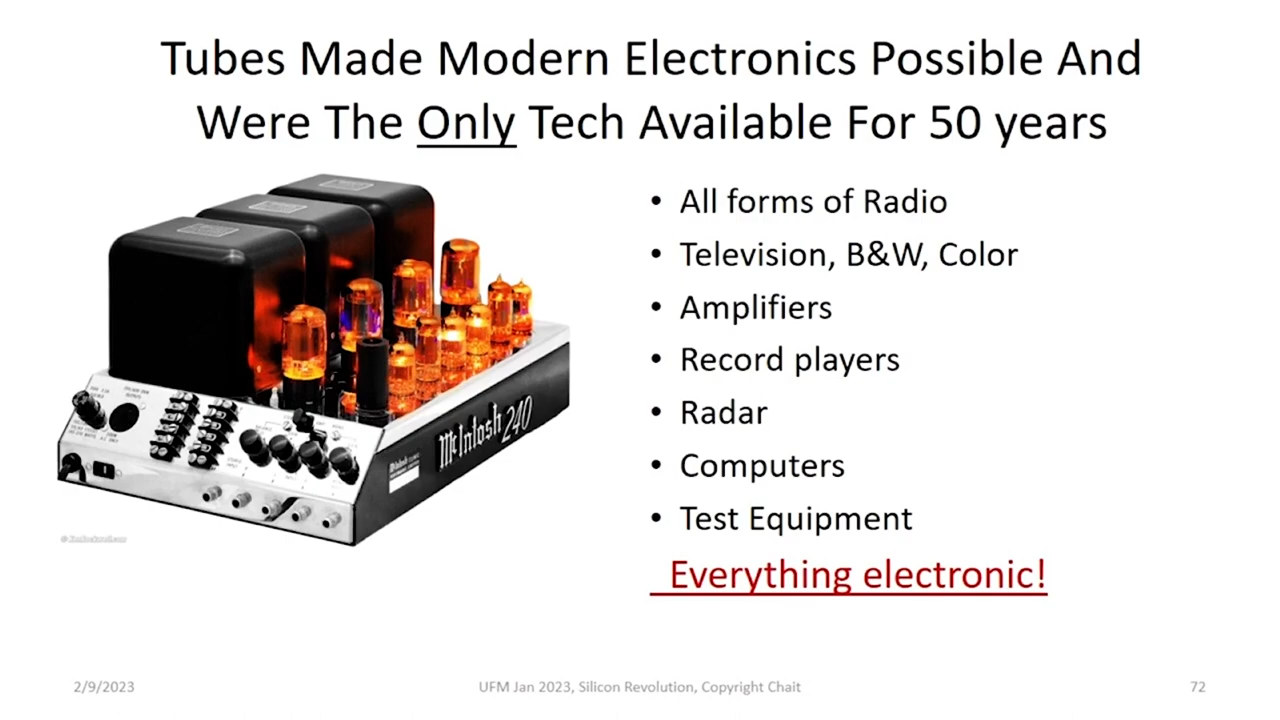 Tubes Made Modern Electronics Possible And
Were The Only Tech Available For 50 years
• All forms of Radio
• Television, B&W, Color
• Amplifiers
• Record players
• Radar
• Computers
• Test Equipment
Everything electronic!
McIntosh 240
2/9/2023
UFM Jan 2023, Silicon Revolution, Copyright Chait
72